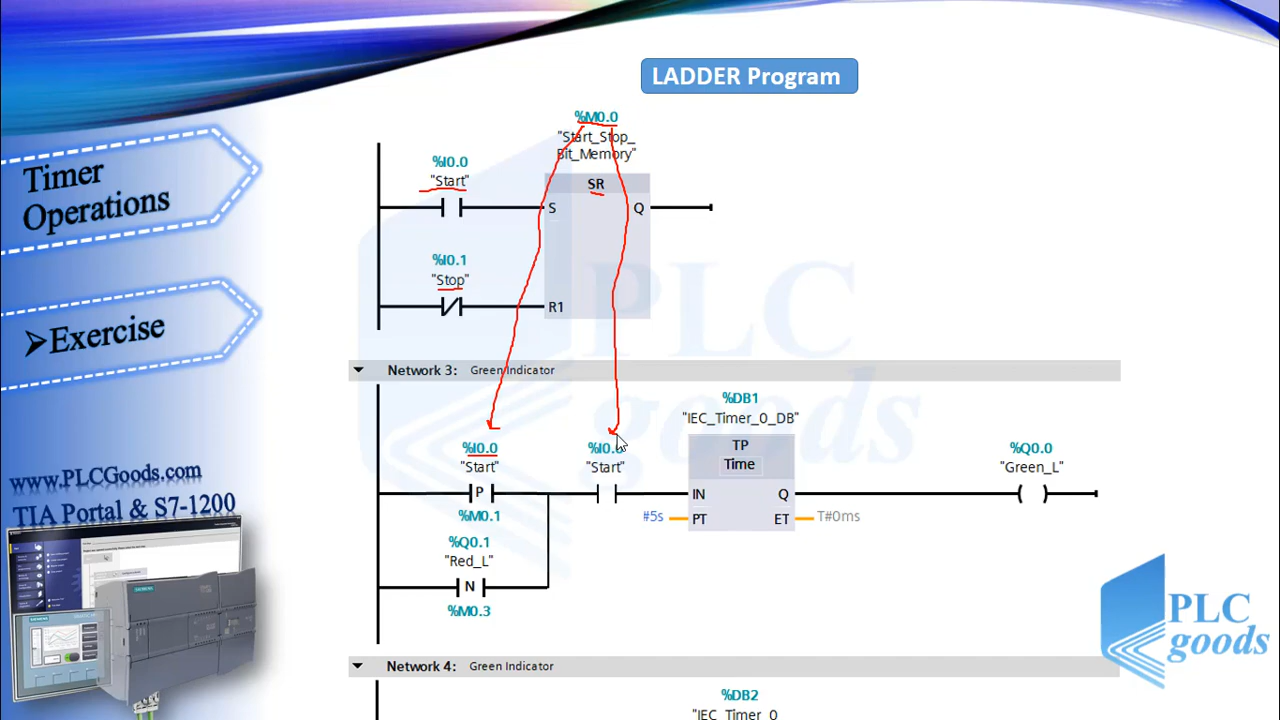 LADDER Program
%M0.0
"Start_Stop_
Bit_Memory"
%I0.0
"Start"
SR
S
Q
%I0.1
"Stop"
R1
Timer
Operations
➢Exercise
www.PLCGoods.com
TIA Portal & S7-1200
PLC
goods
Network 3: Green Indicator
%DB1
"IEC_Timer_0_DB"
%I0.0
"Start"
P
%M0.1
"Start"
TP
Time
IN
Q
#5s
PT
ET
T#0ms
%Q0.0
"Green_L"
%Q0.1
"Red_L"
N
%M0.3
Network 4: Green Indicator
%DB2
"IEC_Timer_0
PLC
goods
SIEMENS